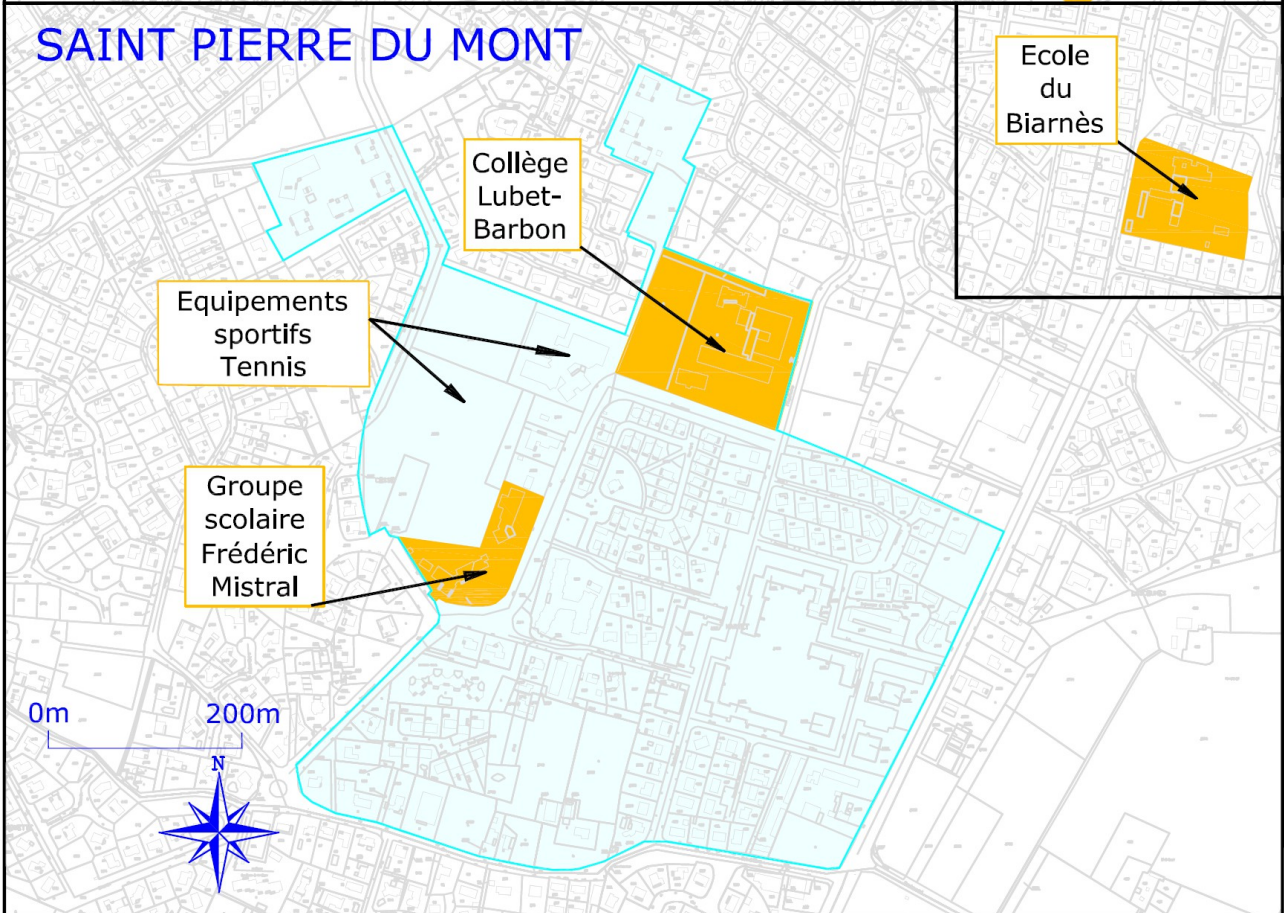 SAINT PIERRE DU MONT
Ecole
du
Biarnès
Collège
Lubet-
Barbon
Equipements
sportifs
Tennis
Groupe
scolaire
Frédéric
Mistral
0m 200m
N